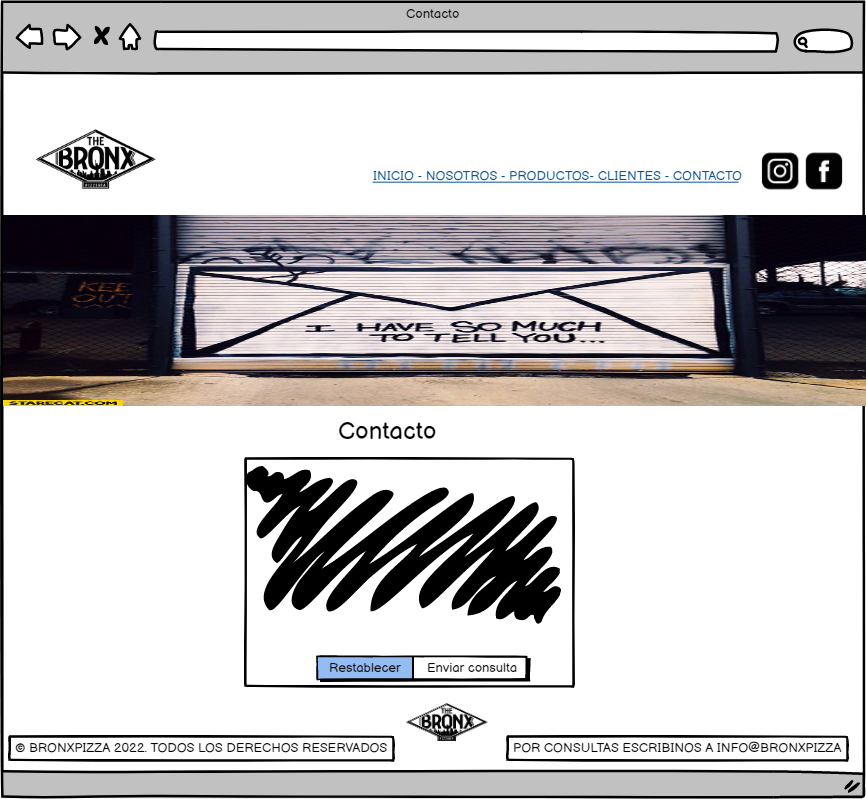 Contacto
THE
BRONX
PIZZERIA
INICIO - NOSOTROS - PRODUCTOS- CLIENTES - CONTACTO
KEEP
OUT
I HAVE SO MUCH
TO TELL YOU...
STARECAT.COM
Contacto
Restablecer
Enviar consulta
THE
BRONX
© BRONXPIZZA 2022. TODOS LOS DERECHOS RESERVADOS
POR CONSULTAS ESCRIBINOS A INFO@BRONXPIZZA